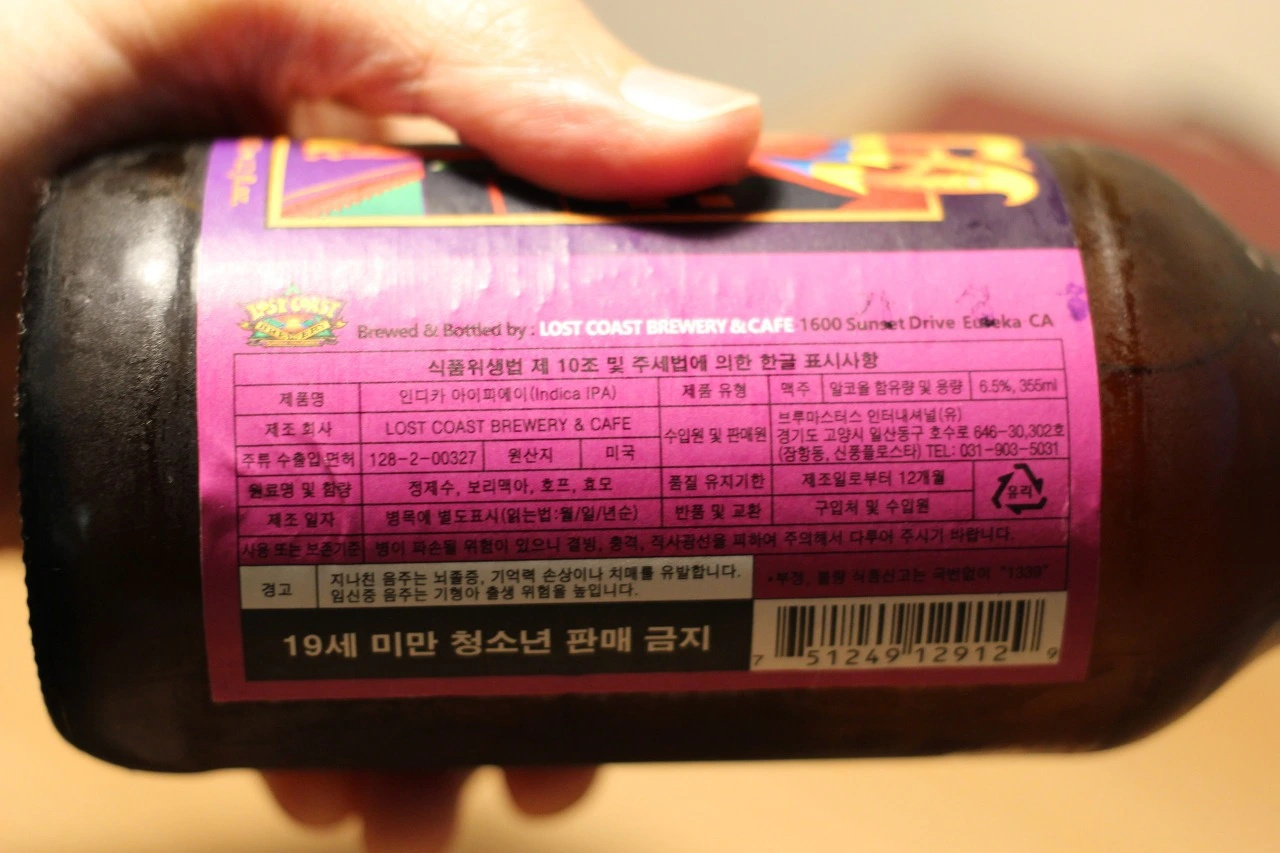 LOST COAST
Brewed & Bottled by : LOST COAST BREWERY & CAFE 1600 Sunset Drive Eureka CA
식품위생법 제 10조 및 주세법에 의한 한글 표시사항
제품명 인디카 아이피에이(Indica IPA) 제품 유형 맥주 알코올 함유량 및 용량 6.5%, 355ml
제조 회사 LOST COAST BREWERY & CAFE
수입원 및 판매원
브루마스터스 인터내셔널(유)
경기도 고양시 일산동구 호수로 646-30,302호
(장항동, 신풍플로스타) TEL: 031-903-5031
주류 수출입 면허 128-2-00327 원산지 미국
원료명 및 함량 정제수, 보리맥아, 호프, 효모 품질 유지기한 제조일로부터 12개월
유리
제조 일자 병목에 별도표시(읽는법:월/일/년순) 반품 및 교환 구입처 및 수입원
사용 또는 보존기준 병이 파손될 위험이 있으니 결빙, 충격, 직사광선을 피하여 주의해서 다루어 주시기 바랍니다.
경고
지나친 음주는 뇌졸중, 기억력 손상이나 치매를 유발합니다.
임신중 음주는 기형아 출생 위험을 높입니다.
•부정, 불량 식품신고는 국번없이 "1399"
19세 미만 청소년 판매 금지
7 51249 12912 9